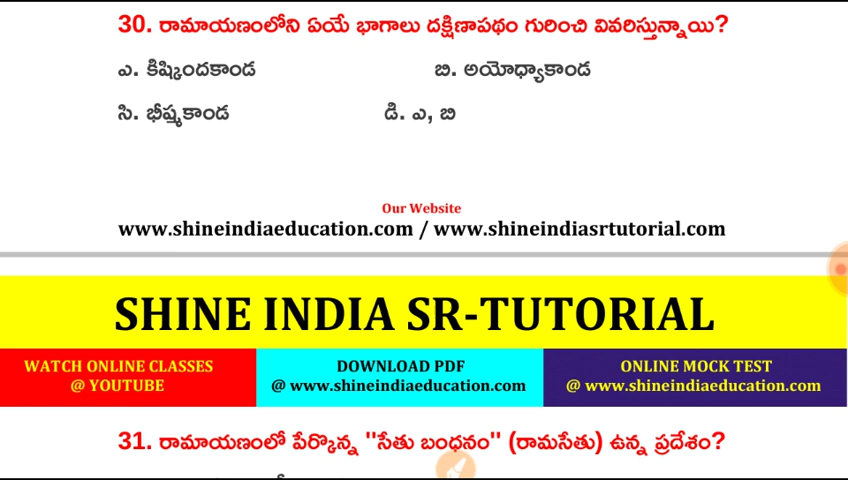 30. రామాయణంలోని ఏయే భాగాలు దక్షిణాపథం గురించి వివరిస్తున్నాయి?
ఎ. కిష్కిందకాండ బి. అయోధ్యాకాండ
సి. భీష్మకాండ డి. ఎ, బి
Our Website
www.shineindiaeducation.com / www.shineindiasrtutorial.com
SHINE INDIA SR-TUTORIAL
WATCH ONLINE CLASSES
@ YOUTUBE
DOWNLOAD PDF
@ www.shineindiaeducation.com
ONLINE MOCK TEST
@ www.shineindiaeducation.com
31. రామాయణంలో పేర్కొన్న "సేతు బంధనం" (రామసేతు) ఉన్న ప్రదేశం?